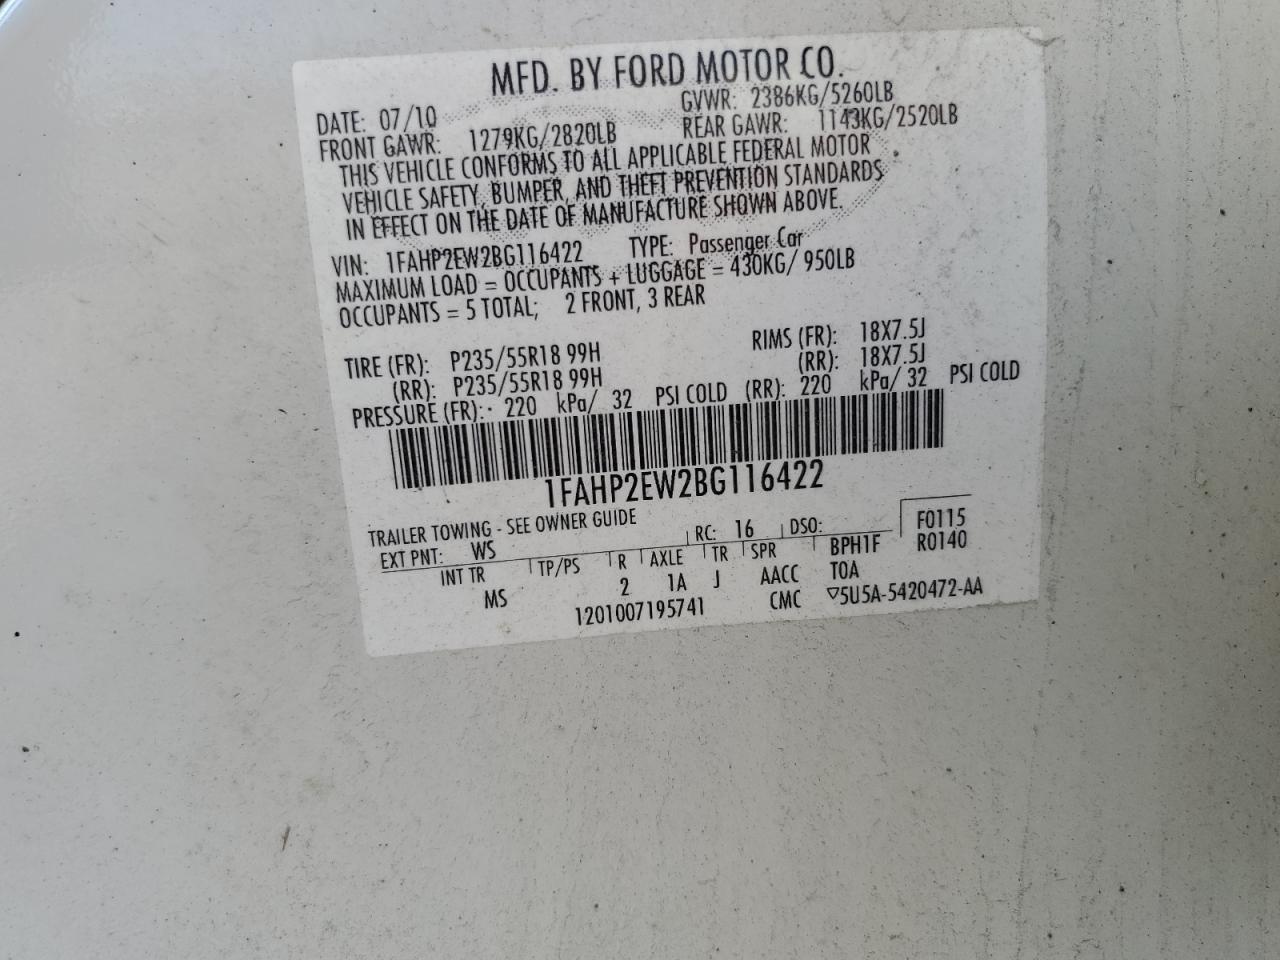 MFD. BY FORD MOTOR CO.
DATE: 07/10 GVWR: 2386KG/5260LB
FRONT GAWR: 1279KG/2820LB REAR GAWR: 1143KG/2520LB
THIS VEHICLE CONFORMS TO ALL APPLICABLE FEDERAL MOTOR
VEHICLE SAFETY, BUMPER, AND THEFT PREVENTION STANDARDS
IN EFFECT ON THE DATE OF MANUFACTURE SHOWN ABOVE.
VIN: 1FAHP2EW2BG116422 TYPE: Passenger Car
MAXIMUM LOAD = OCCUPANTS + LUGGAGE = 430KG/ 950LB
OCCUPANTS = 5 TOTAL; 2 FRONT, 3 REAR
TIRE (FR): P235/55R18 99H RIMS (FR): 18X7.5J
(RR): P235/55R18 99H (RR): 18X7.5J
PRESSURE (FR): 220 kPa/ 32 PSI COLD (RR): 220 kPa/ 32 PSI COLD
1FAHP2EW2BG116422
TRAILER TOWING - SEE OWNER GUIDE
EXT PNT: WS RC: 16 DSO: F0115
INT TR TP/PS R AXLE TR SPR BPH1F R0140
MS 2 1A J AACC TOA
1201007195741 CMC ▽5U5A-5420472-AA